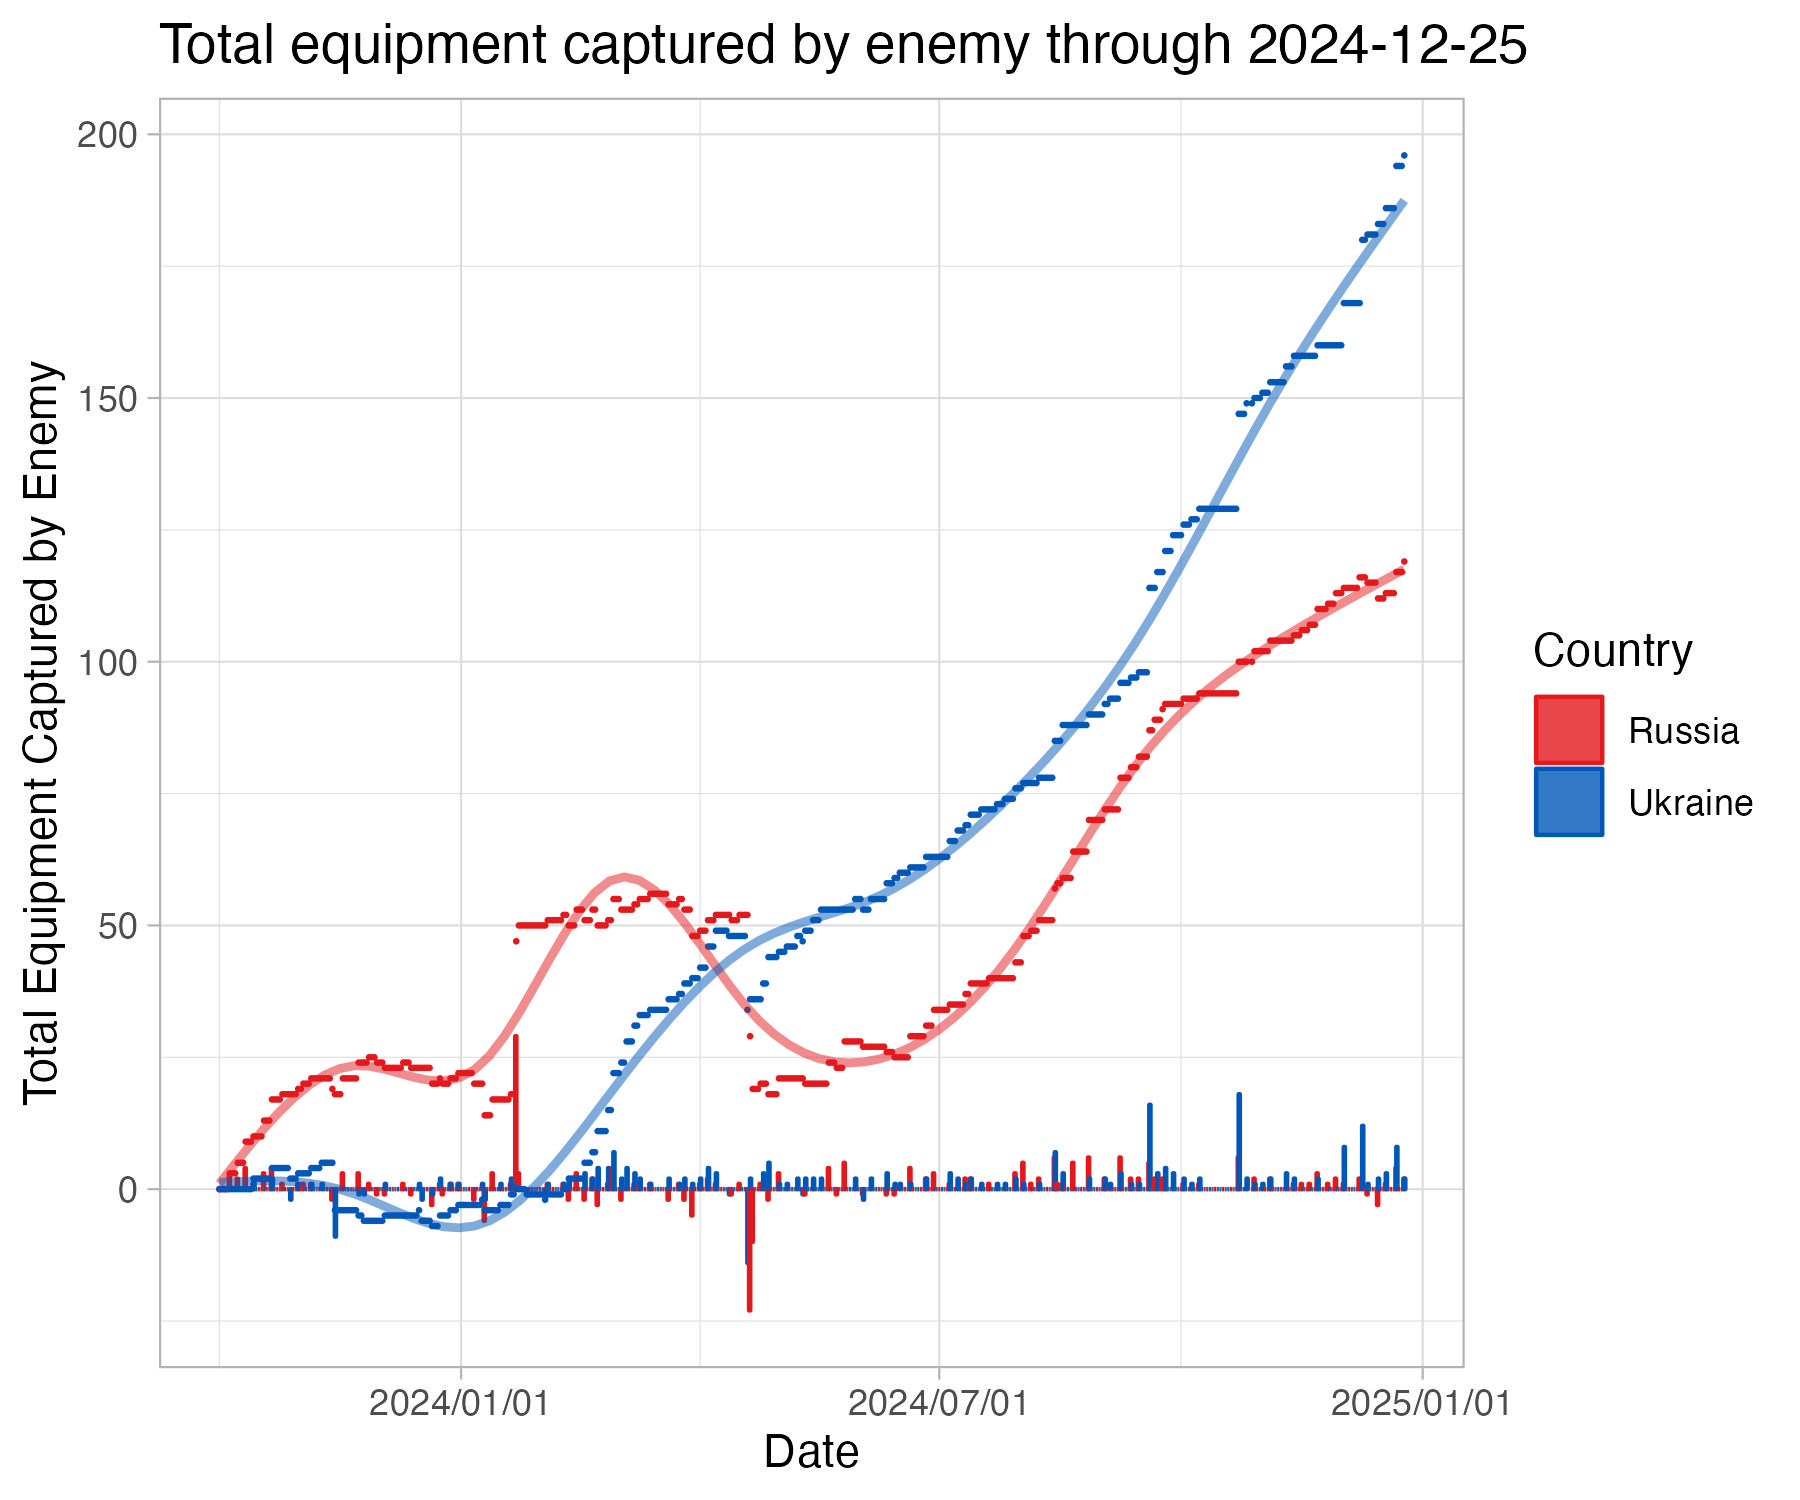 Total equipment captured by enemy through 2024-12-25
Total Equipment Captured by Enemy
200
150
100
50
0
2024/01/01
2024/07/01
2025/01/01
Date
Country
Russia
Ukraine